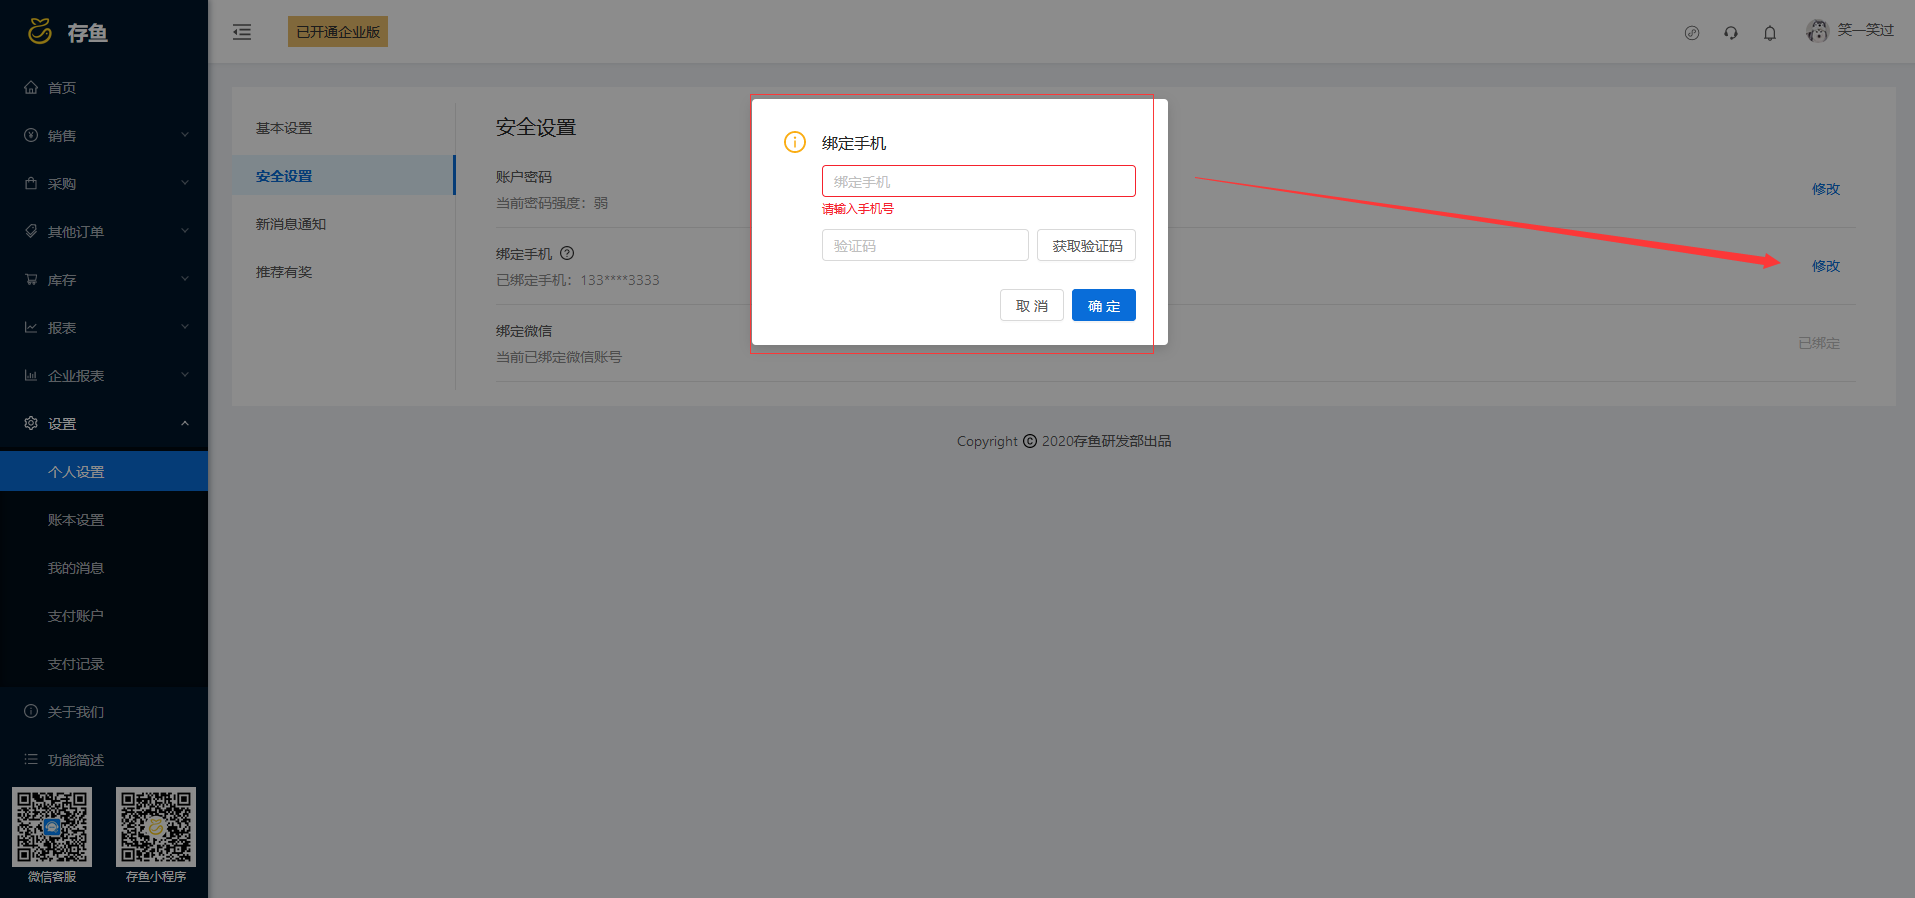 存鱼
已开通企业版
笑一笑过
首页
销售
采购
其他订单
库存
报表
企业报表
设置
个人设置
账本设置
我的消息
支付账户
支付记录
关于我们
功能简述
微信客服
存鱼小程序
基本设置
安全设置
新消息通知
推荐有奖
安全设置
账户密码
当前密码强度：弱
修改
绑定手机
已绑定手机：133****3333
修改
绑定微信
当前已绑定微信账号
已绑定
绑定手机
绑定手机
请输入手机号
验证码
获取验证码
取 消
确 定
Copyright © 2020存鱼研发部出品